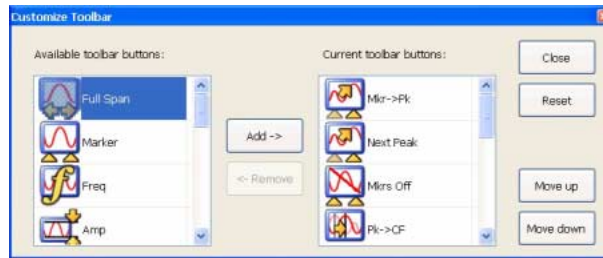 Customize Toolbar
Available toolbar buttons:
Full Span
Marker
Freq
Amp
Add ->
<- Remove
Current toolbar buttons:
Mkr->Pk
Next Peak
Mkrs Off
Pk->CF
Close
Reset
Move up
Move down